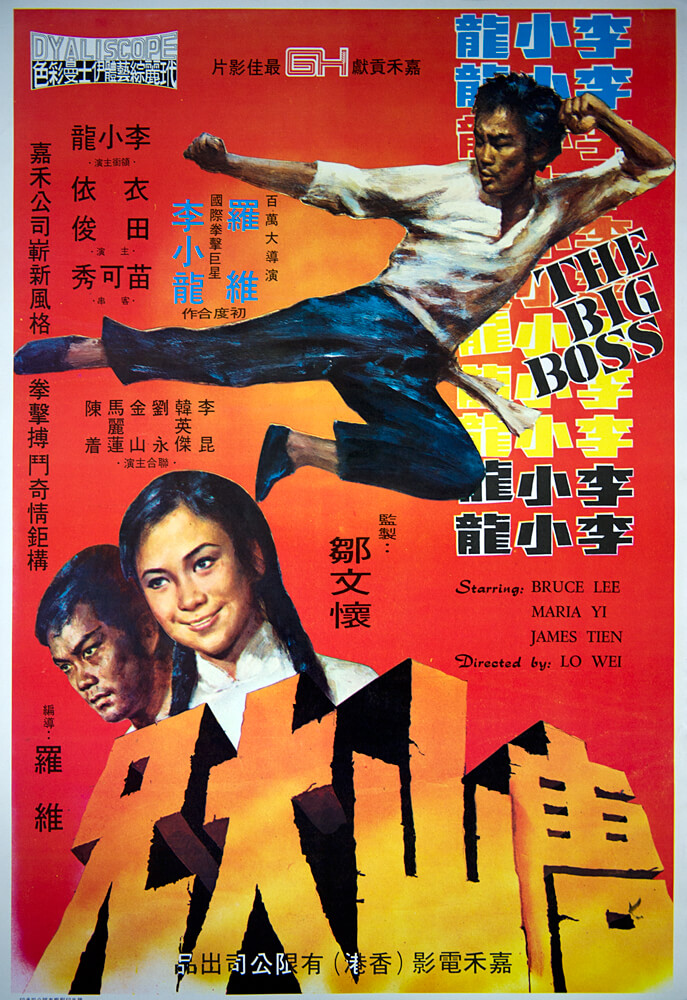 DYALISCOPE
玳麗綜藝體伊士曼彩色
嘉禾貢獻
GH
最佳影片
李小龍
李小龍
李小龍
李小龍
李小龍
李小龍
李小龍
李小龍
李小龍
THE
BIG
BOSS
李小龍
·領銜主演·
衣依
田俊
·主演·
苗可秀
·客串·
嘉禾公司嶄新風格
拳擊搏鬥奇情鉅構
百萬大導演
羅維
國際拳擊巨星
李小龍
初度合作
李昆
韓英傑
劉永
金山
馬麗蓮
陳着
·聯合主演·
監製：
鄒文懷
Starring: BRUCE LEE
MARIA YI
JAMES TIEN
Directed by: LO WEI
編導：
羅維
唐山大兄
嘉禾電影（香港）有限公司出品